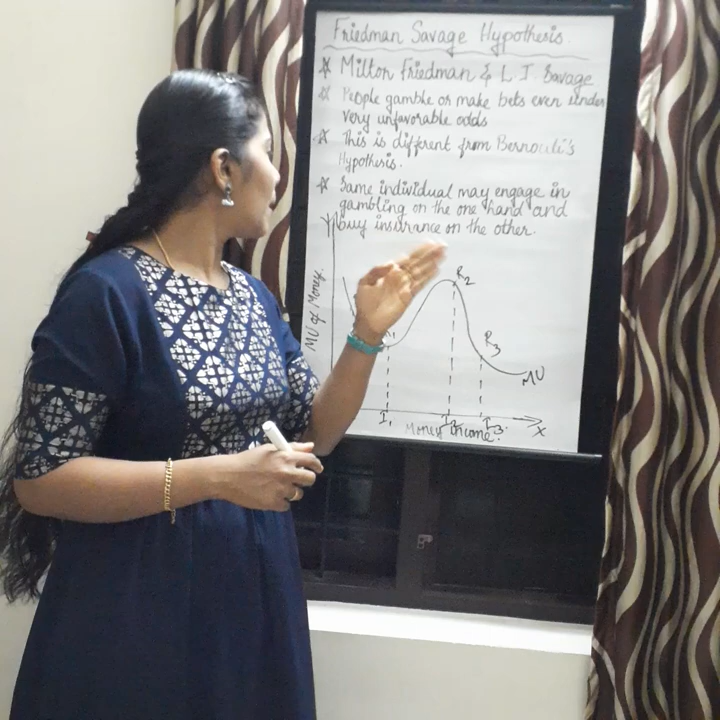 Friedman Savage Hypothesis.
Milton Friedman & L I Savage
People gamble or make bets even under
very unfavorable odds
This is different from Bernouli's
Hypothesis.
Same individual may engage in
gambling on the one hand and
buy insurance on the other.
Y
MU of Money.
R2
R3
MU
I1
I2
I3
X
Money income.